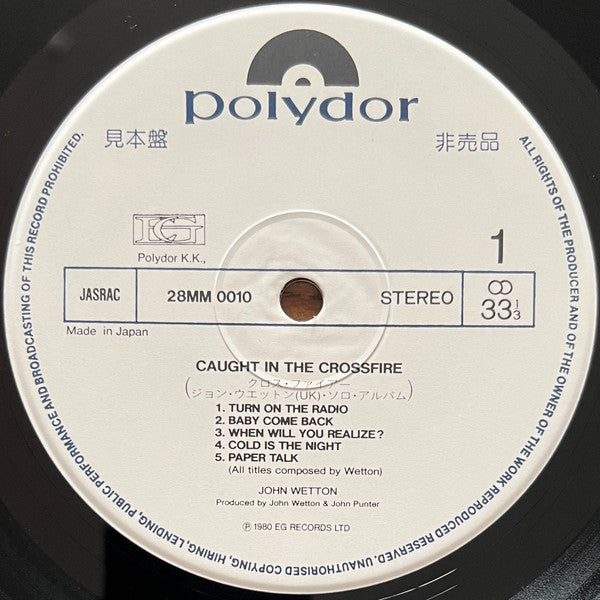 polydor
見本盤
非売品
EG
Polydor K.K.,
1
JASRAC
28MM 0010
STEREO
33 1/3
Made in Japan
CAUGHT IN THE CROSSFIRE
(クロス・ファイアー
ジョン・ウエットン(UK)・ソロ・アルバム)
1. TURN ON THE RADIO
2. BABY COME BACK
3. WHEN WILL YOU REALIZE?
4. COLD IS THE NIGHT
5. PAPER TALK
(All titles composed by Wetton)
JOHN WETTON
Produced by John Wetton & John Punter
℗ 1980 EG RECORDS LTD
ALL RIGHTS OF THE PRODUCER AND OF THE OWNER OF THE WORK REPRODUCED RESERVED. UNAUTHORISED COPYING, HIRING, LENDING, PUBLIC PERFORMANCE AND BROADCASTING OF THIS RECORD PROHIBITED.